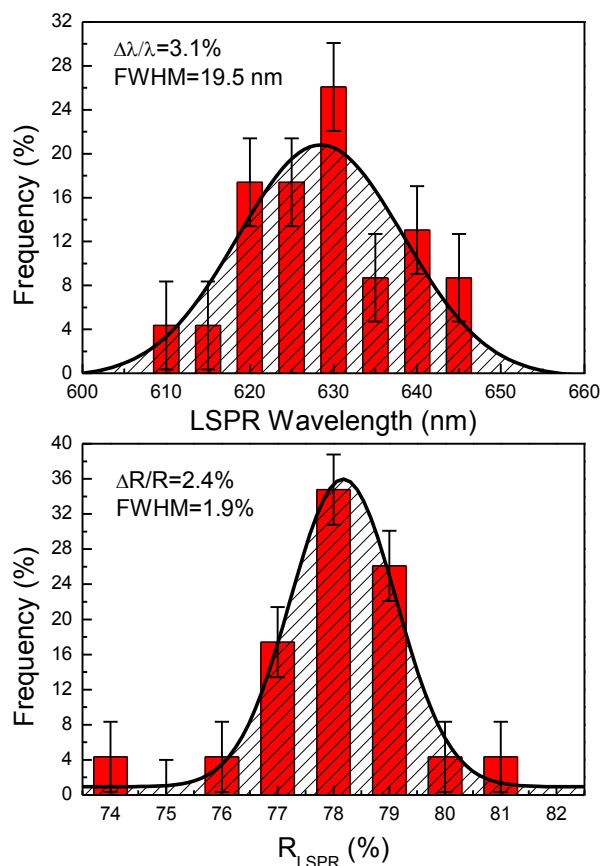 Δλ/λ=3.1%
FWHM=19.5 nm
Frequency (%)
32
28
24
20
16
12
8
4
0
600 610 620 630 640 650 660
LSPR Wavelength (nm)
ΔR/R=2.4%
FWHM=1.9%
Frequency (%)
40
36
32
28
24
20
16
12
8
4
0
74 75 76 77 78 79 80 81 82
R_LSPR (%)